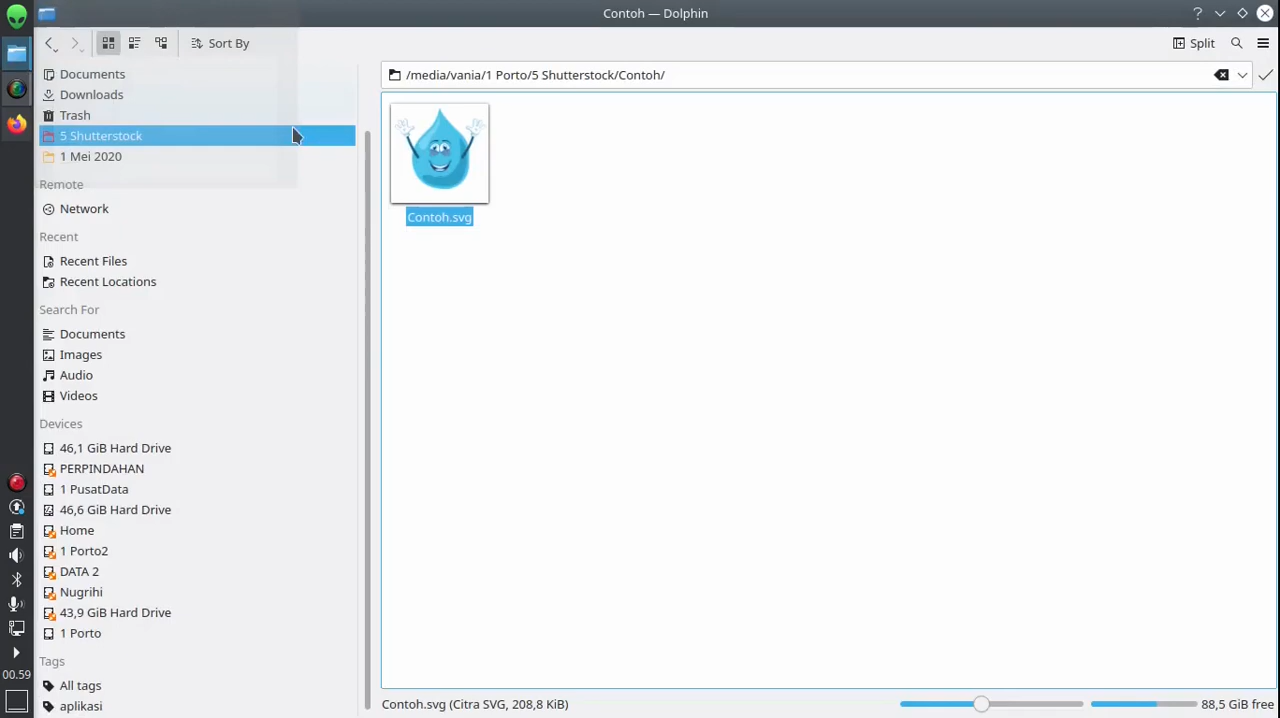 Contoh — Dolphin
Sort By
Split
Documents
Downloads
Trash
5 Shutterstock
1 Mei 2020
Remote
Network
Recent
Recent Files
Recent Locations
Search For
Documents
Images
Audio
Videos
Devices
46,1 GiB Hard Drive
PERPINDAHAN
1 PusatData
46,6 GiB Hard Drive
Home
1 Porto2
DATA 2
Nugrihi
43,9 GiB Hard Drive
1 Porto
Tags
All tags
aplikasi
00.59
/media/vania/1 Porto/5 Shutterstock/Contoh/
Contoh.svg
Contoh.svg (Citra SVG, 208,8 KiB)
88,5 GiB free